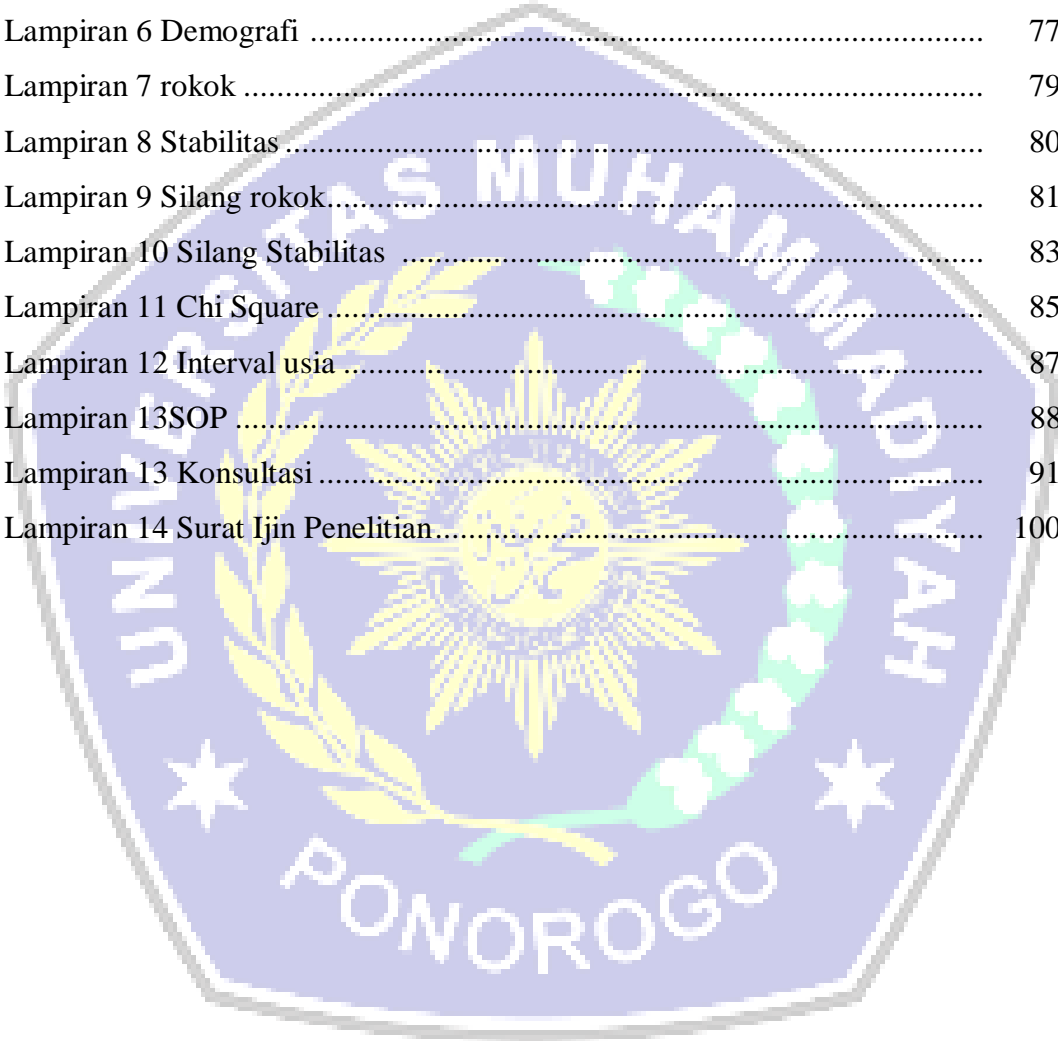 Lampiran 6 Demografi ........................................................................ 77
Lampiran 7 rokok ........................................................................ 79
Lampiran 8 Stabilitas ........................................................................ 80
Lampiran 9 Silang rokok ........................................................................ 81
Lampiran 10 Silang Stabilitas ........................................................................ 83
Lampiran 11 Chi Square ........................................................................ 85
Lampiran 12 Interval usia ........................................................................ 87
Lampiran 13SOP ........................................................................ 88
Lampiran 13 Konsultasi ........................................................................ 91
Lampiran 14 Surat Ijin Penelitian ........................................................................ 100
UNIVERSITAS MUHAMMADIYAH
PONOROGO